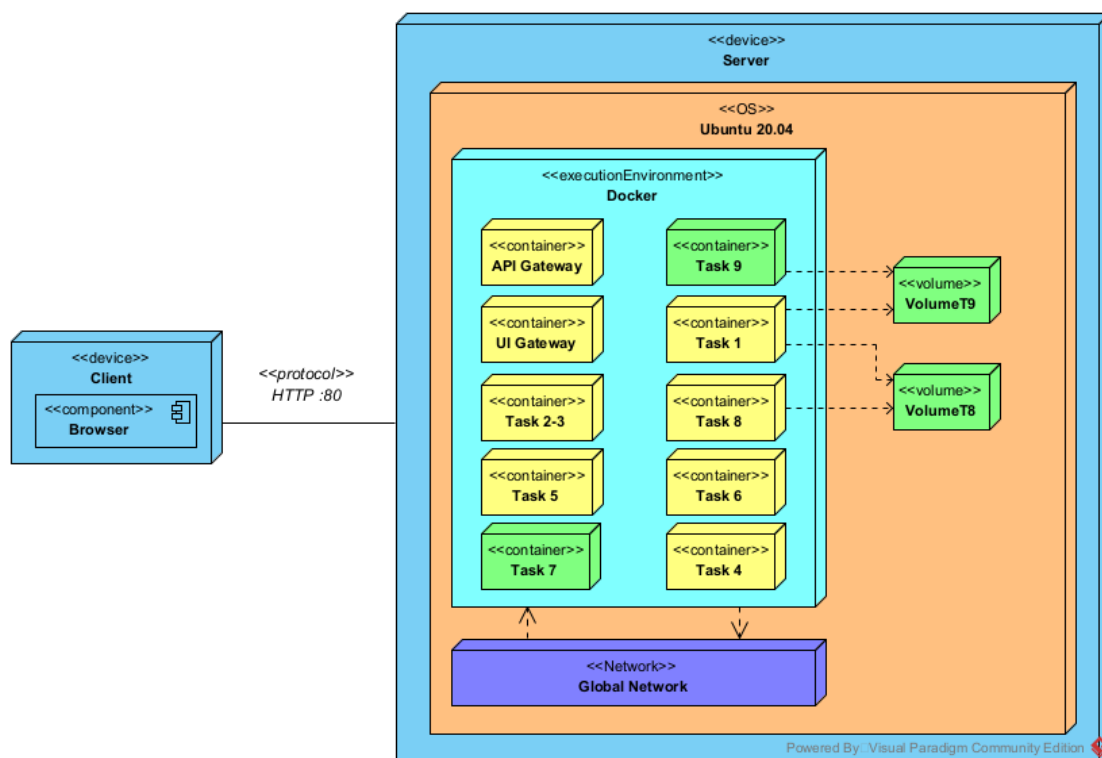 <<device>>
Server
<<OS>>
Ubuntu 20.04
<<executionEnvironment>>
Docker
<<container>>
API Gateway
<<container>>
Task 9
<<volume>>
VolumeT9
<<container>>
UI Gateway
<<container>>
Task 1
<<device>>
Client
<<component>>
Browser
<<protocol>>
HTTP :80
<<container>>
Task 2-3
<<container>>
Task 8
<<volume>>
VolumeT8
<<container>>
Task 5
<<container>>
Task 6
<<container>>
Task 7
<<container>>
Task 4
<<Network>>
Global Network
Powered By Visual Paradigm Community Edition